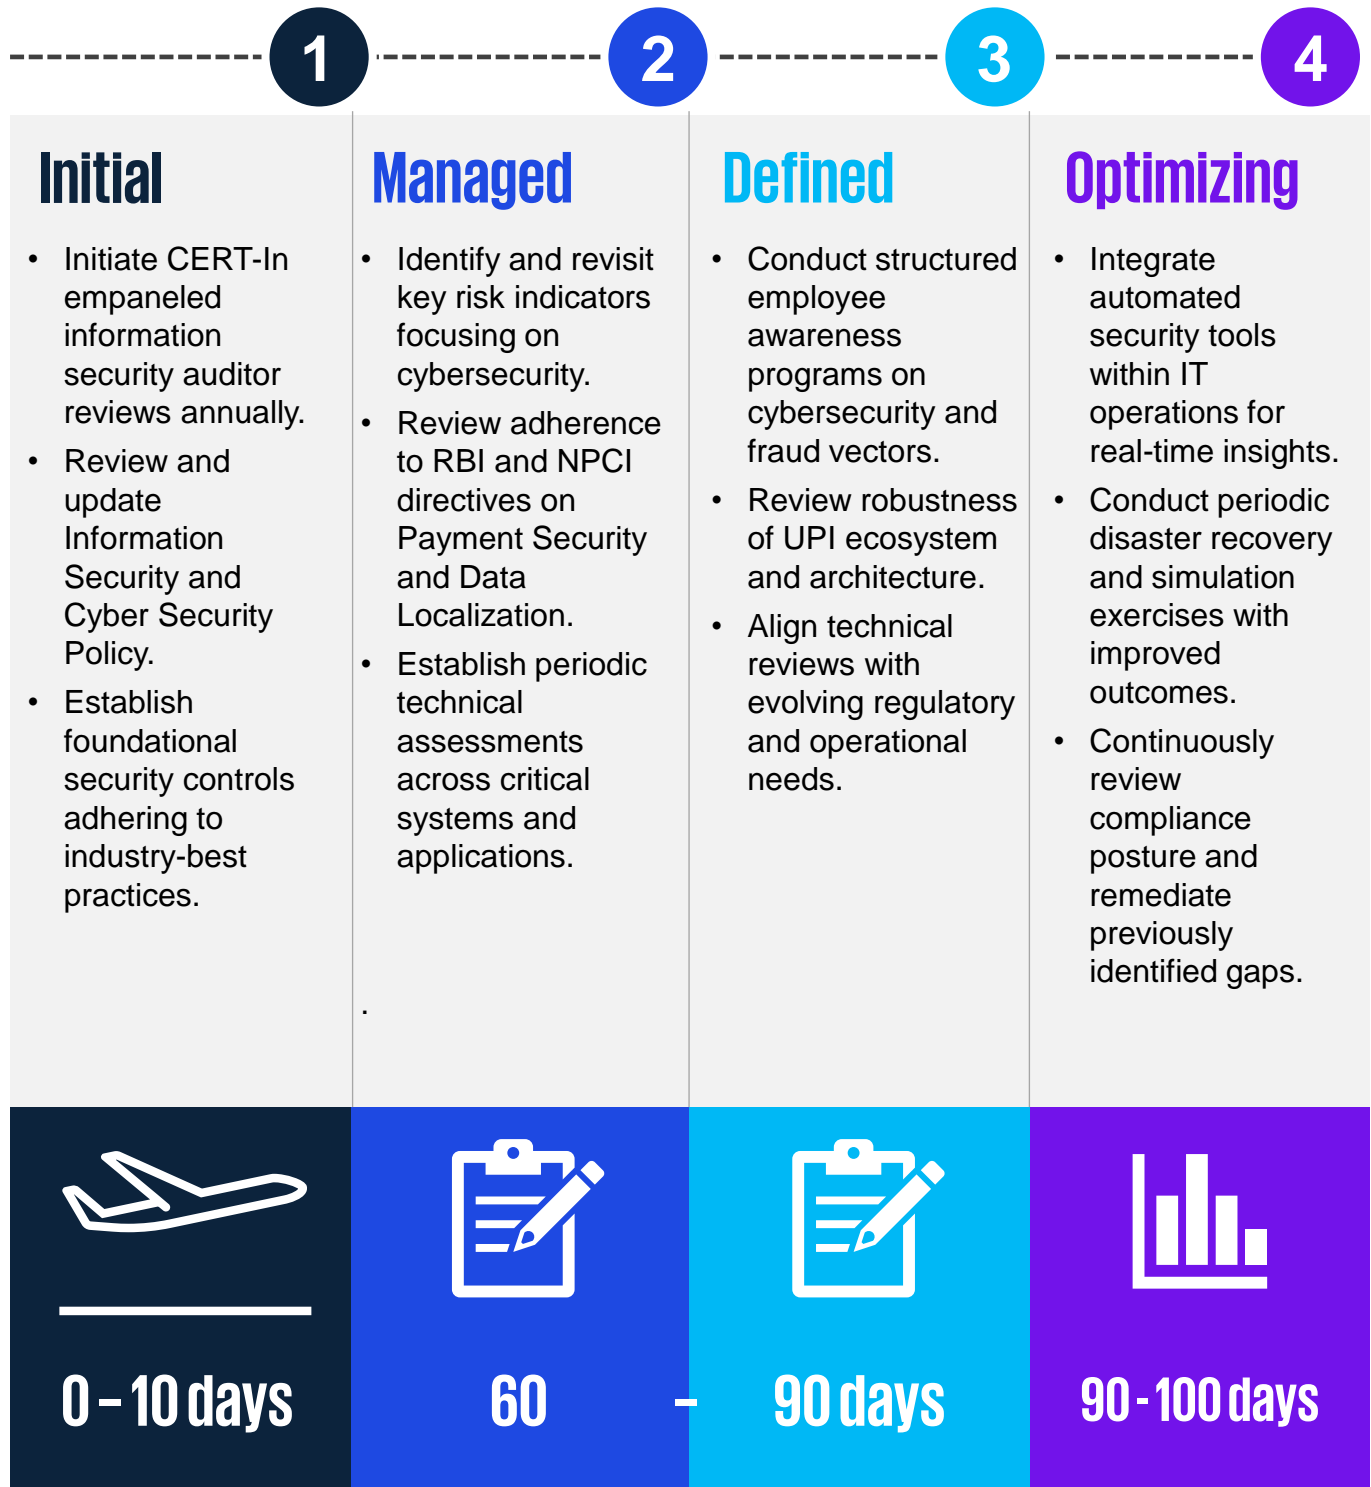 1
2
3
4
Initial
• Initiate CERT-In
empaneled
information
security auditor
reviews annually.
• Review and
update
Information
Security and
Cyber Security
Policy.
• Establish
foundational
security controls
adhering to
industry-best
practices.
Managed
• Identify and revisit
key risk indicators
focusing on
cybersecurity.
• Review adherence
to RBI and NPCI
directives on
Payment Security
and Data
Localization.
• Establish periodic
technical
assessments
across critical
systems and
applications.
.
Defined
• Conduct structured
employee
awareness
programs on
cybersecurity and
fraud vectors.
• Review robustness
of UPI ecosystem
and architecture.
• Align technical
reviews with
evolving regulatory
and operational
needs.
Optimizing
• Integrate
automated
security tools
within IT
operations for
real-time insights.
• Conduct periodic
disaster recovery
and simulation
exercises with
improved
outcomes.
• Continuously
review
compliance
posture and
remediate
previously
identified gaps.
0 – 10 days
60 – 90 days
90 - 100 days